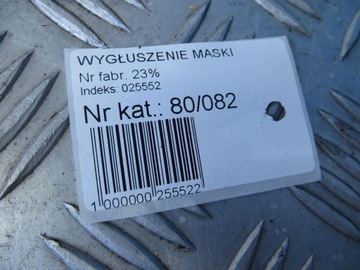 WYGŁUSZENIE MASKI
Nr fabr. 23%
Indeks: 025552
Nr kat.: 80/082
1 000000 255522